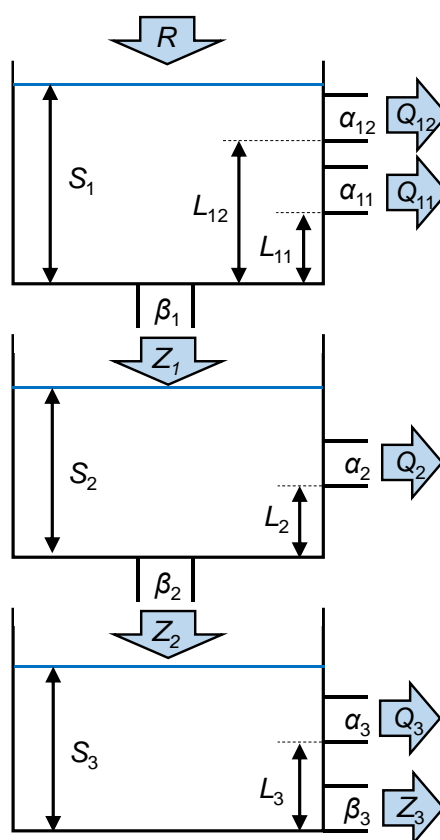 R
α₁₂ Q₁₂
S₁ L₁₂ α₁₁ Q₁₁
L₁₁
β₁
Z₁
S₂ α₂ Q₂
L₂
β₂
Z₂
S₃ α₃ Q₃
L₃ β₃ Z₃